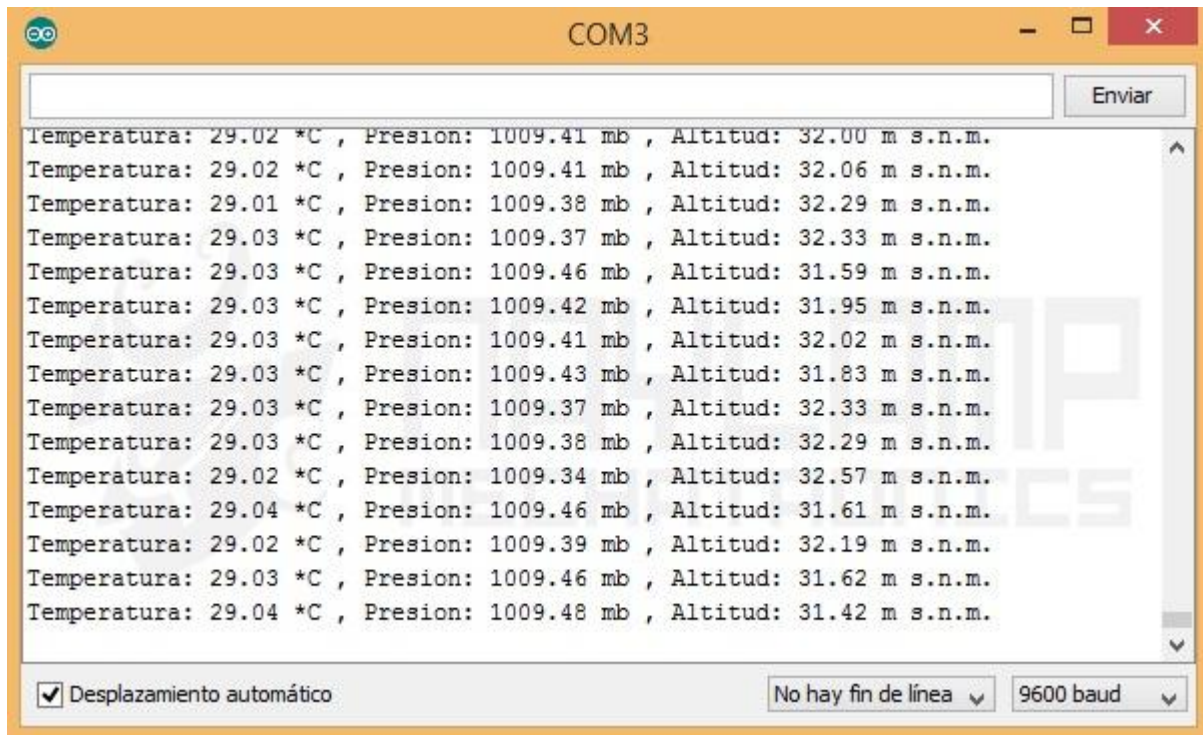 COM3
Enviar
Temperatura: 29.02 *C , Presion: 1009.41 mb , Altitud: 32.00 m s.n.m.
Temperatura: 29.02 *C , Presion: 1009.41 mb , Altitud: 32.06 m s.n.m.
Temperatura: 29.01 *C , Presion: 1009.38 mb , Altitud: 32.29 m s.n.m.
Temperatura: 29.03 *C , Presion: 1009.37 mb , Altitud: 32.33 m s.n.m.
Temperatura: 29.03 *C , Presion: 1009.46 mb , Altitud: 31.59 m s.n.m.
Temperatura: 29.03 *C , Presion: 1009.42 mb , Altitud: 31.95 m s.n.m.
Temperatura: 29.03 *C , Presion: 1009.41 mb , Altitud: 32.02 m s.n.m.
Temperatura: 29.03 *C , Presion: 1009.43 mb , Altitud: 31.83 m s.n.m.
Temperatura: 29.03 *C , Presion: 1009.37 mb , Altitud: 32.33 m s.n.m.
Temperatura: 29.03 *C , Presion: 1009.38 mb , Altitud: 32.29 m s.n.m.
Temperatura: 29.02 *C , Presion: 1009.34 mb , Altitud: 32.57 m s.n.m.
Temperatura: 29.04 *C , Presion: 1009.46 mb , Altitud: 31.61 m s.n.m.
Temperatura: 29.02 *C , Presion: 1009.39 mb , Altitud: 32.19 m s.n.m.
Temperatura: 29.03 *C , Presion: 1009.46 mb , Altitud: 31.62 m s.n.m.
Temperatura: 29.04 *C , Presion: 1009.48 mb , Altitud: 31.42 m s.n.m.
NAYLAMP
MECHATRONICS
Desplazamiento automático
No hay fin de línea
9600 baud